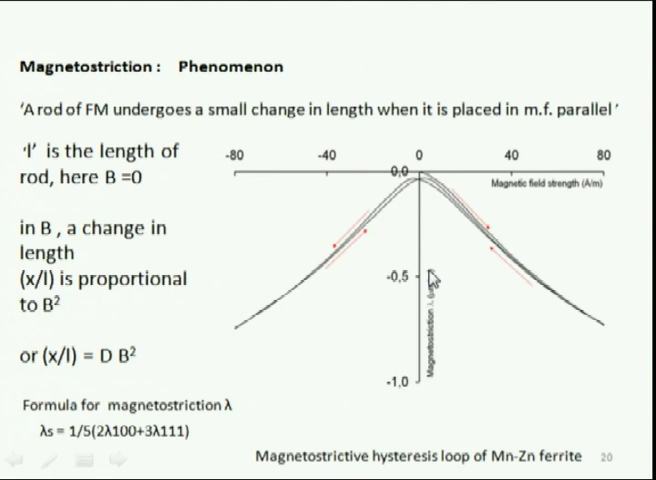 Magnetostriction : Phenomenon
‘A rod of FM undergoes a small change in length when it is placed in m.f. parallel’
‘l’ is the length of
rod, here B =0
in B , a change in
length
(x/l) is proportional
to B²
or (x/l) = D B²
Formula for magnetostriction λ
λs = 1/5(2λ100+3λ111)
-80 -40 0 40 80
0,0
Magnetic field strength (A/m)
-0,5
Magnetostriction λ
-1,0
Magnetostrictive hysteresis loop of Mn-Zn ferrite 20